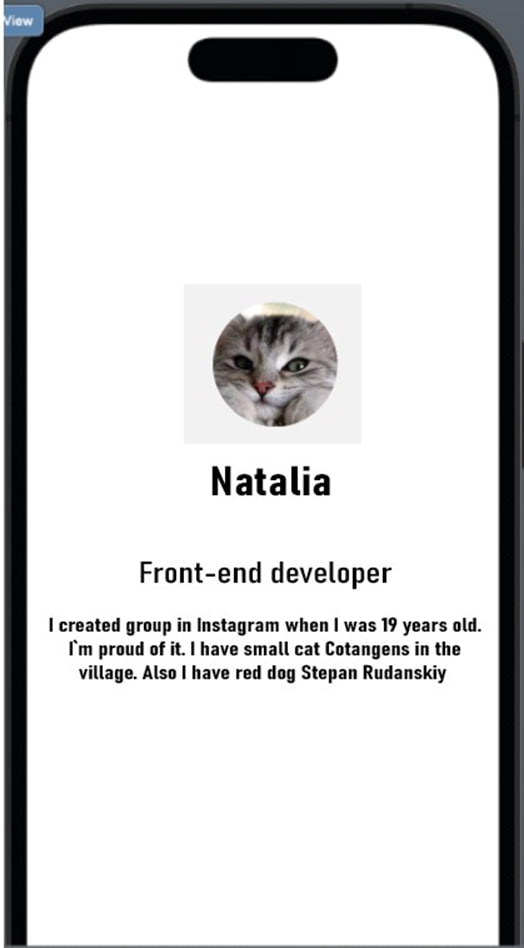 View
Natalia
Front-end developer
I created group in Instagram when I was 19 years old.
I`m proud of it. I have small cat Cotangens in the
village. Also I have red dog Stepan Rudanskiy